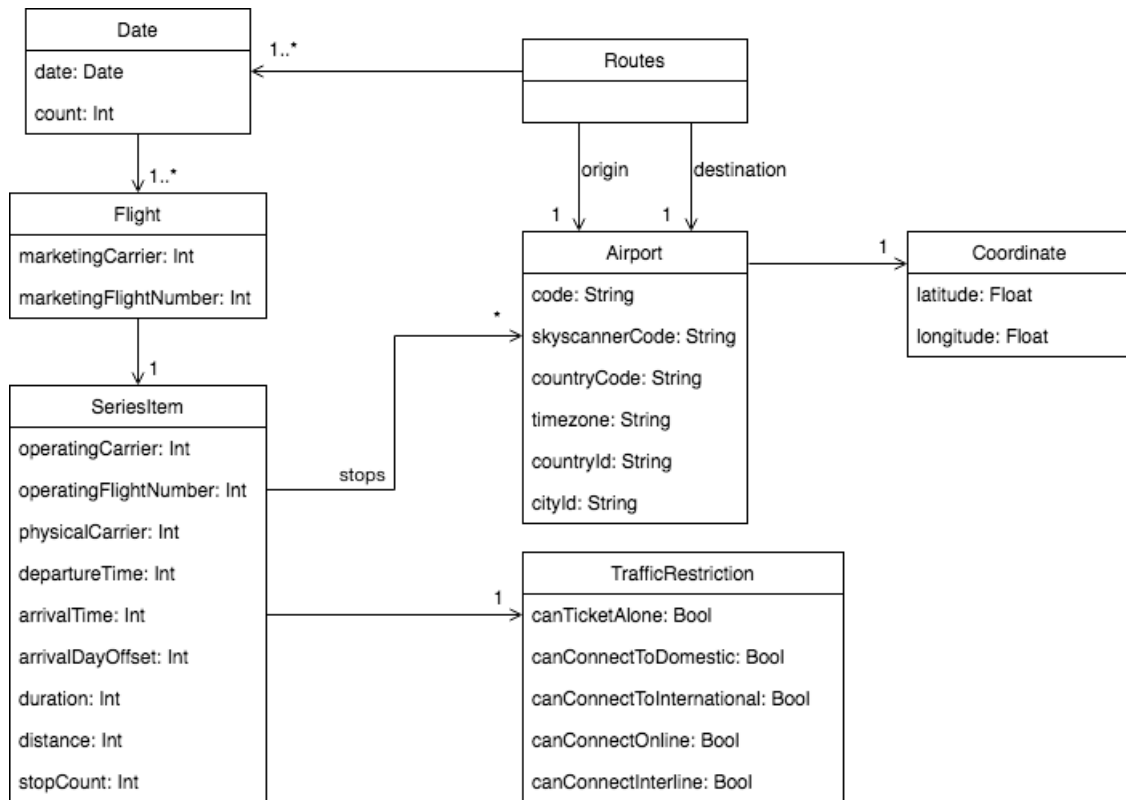 Date
date: Date
count: Int
1..*
Routes
origin
destination
1
1
1..*
Flight
marketingCarrier: Int
marketingFlightNumber: Int
1
Airport
code: String
skyscannerCode: String
countryCode: String
timezone: String
countryId: String
cityId: String
1
Coordinate
latitude: Float
longitude: Float
SeriesItem
operatingCarrier: Int
operatingFlightNumber: Int
physicalCarrier: Int
departureTime: Int
arrivalTime: Int
arrivalDayOffset: Int
duration: Int
distance: Int
stopCount: Int
stops
*
1
TrafficRestriction
canTicketAlone: Bool
canConnectToDomestic: Bool
canConnectToInternational: Bool
canConnectOnline: Bool
canConnectInterline: Bool